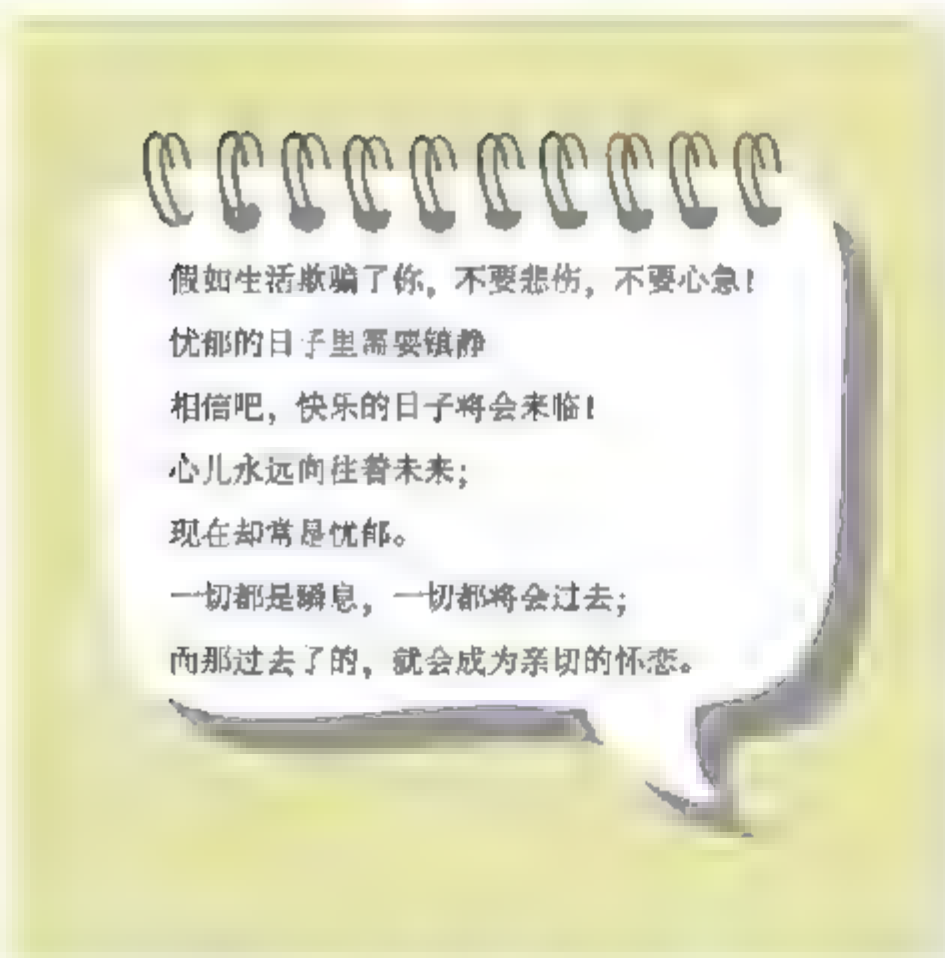 假如生活欺骗了你，不要悲伤，不要心急！
忧郁的日子里需要镇静
相信吧，快乐的日子将会来临！
心儿永远向往着未来；
现在却常是忧郁。
一切都是瞬息，一切都将会过去；
而那过去了的，就会成为亲切的怀恋。